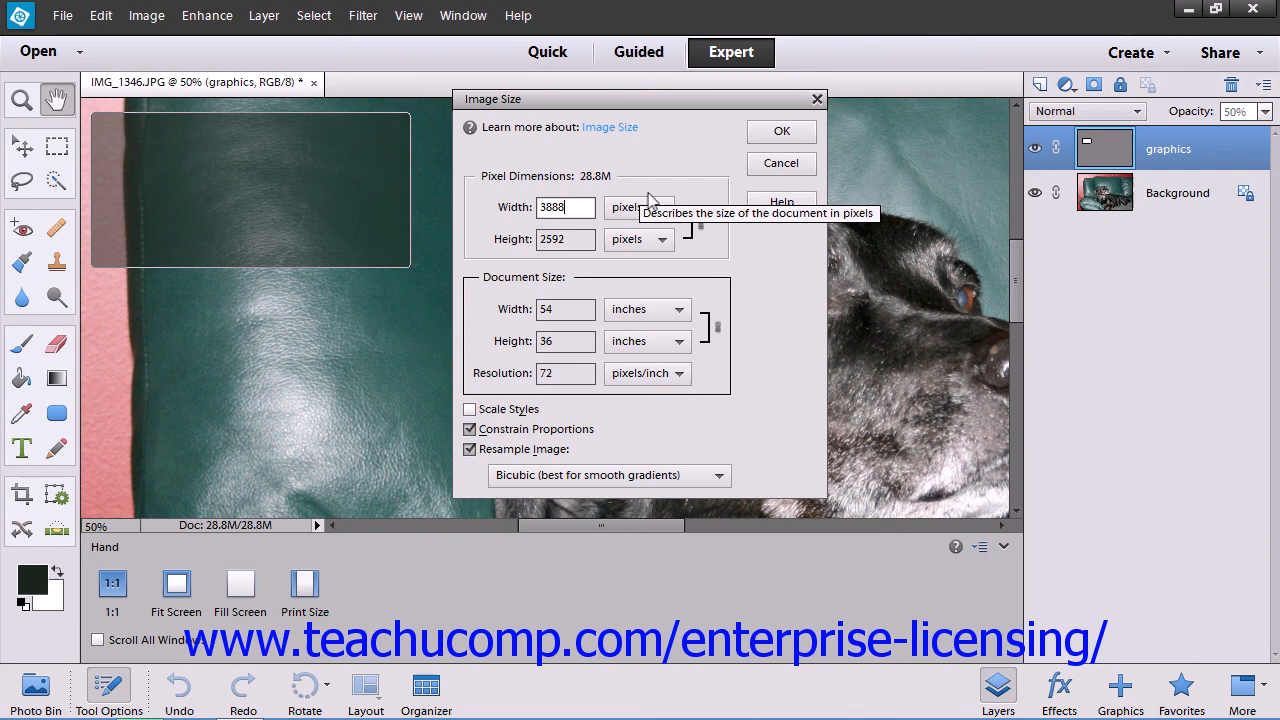 File Edit Image Enhance Layer Select Filter View Window Help
Open Quick Guided Expert Create Share
IMG_1346.JPG @ 50% (graphics, RGB/8) * ×
Image Size
Learn more about: Image Size
OK
Cancel
Help
Pixel Dimensions: 28.8M
Width: 3888 pixels
Describes the size of the document in pixels
Height: 2592 pixels
Document Size:
Width: 54 inches
Height: 36 inches
Resolution: 72 pixels/inch
Scale Styles
Constrain Proportions
Resample Image:
Bicubic (best for smooth gradients)
Normal Opacity: 50%
graphics
Background
50% Doc: 28.8M/28.8M
Hand
1:1
1:1 Fit Screen Fill Screen Print Size
Scroll All Window
www.teachucomp.com/enterprise-licensing/
Photo Bin Tool Options Undo Redo Rotate Layout Organizer Layers Effects Graphics Favorites More